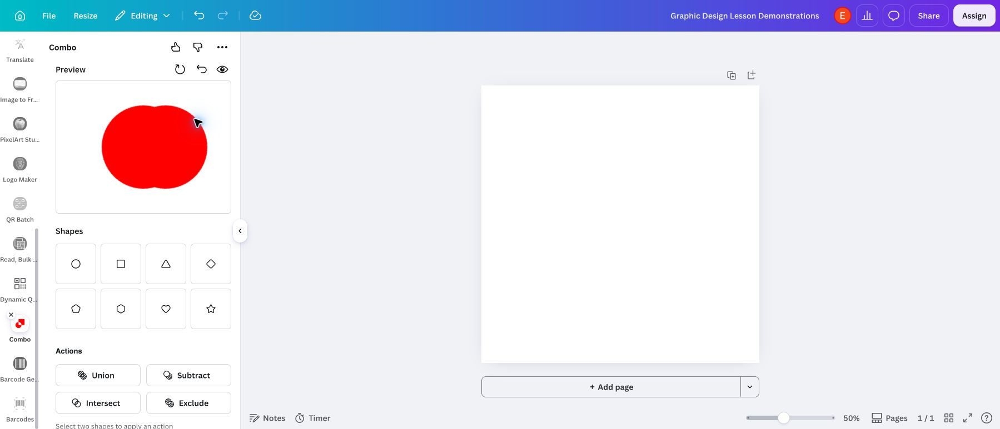 File
Resize
Editing
Graphic Design Lesson Demonstrations
E
Share
Assign
Translate
Image to Fr...
PixelArt Stu...
Logo Maker
QR Batch
Read, Bulk ...
Dynamic Q...
Combo
Barcode Ge...
Barcodes
Combo
Preview
Shapes
Actions
Union
Subtract
Intersect
Exclude
Select two shapes to apply an action
+ Add page
Notes
Timer
50%
Pages
1 / 1